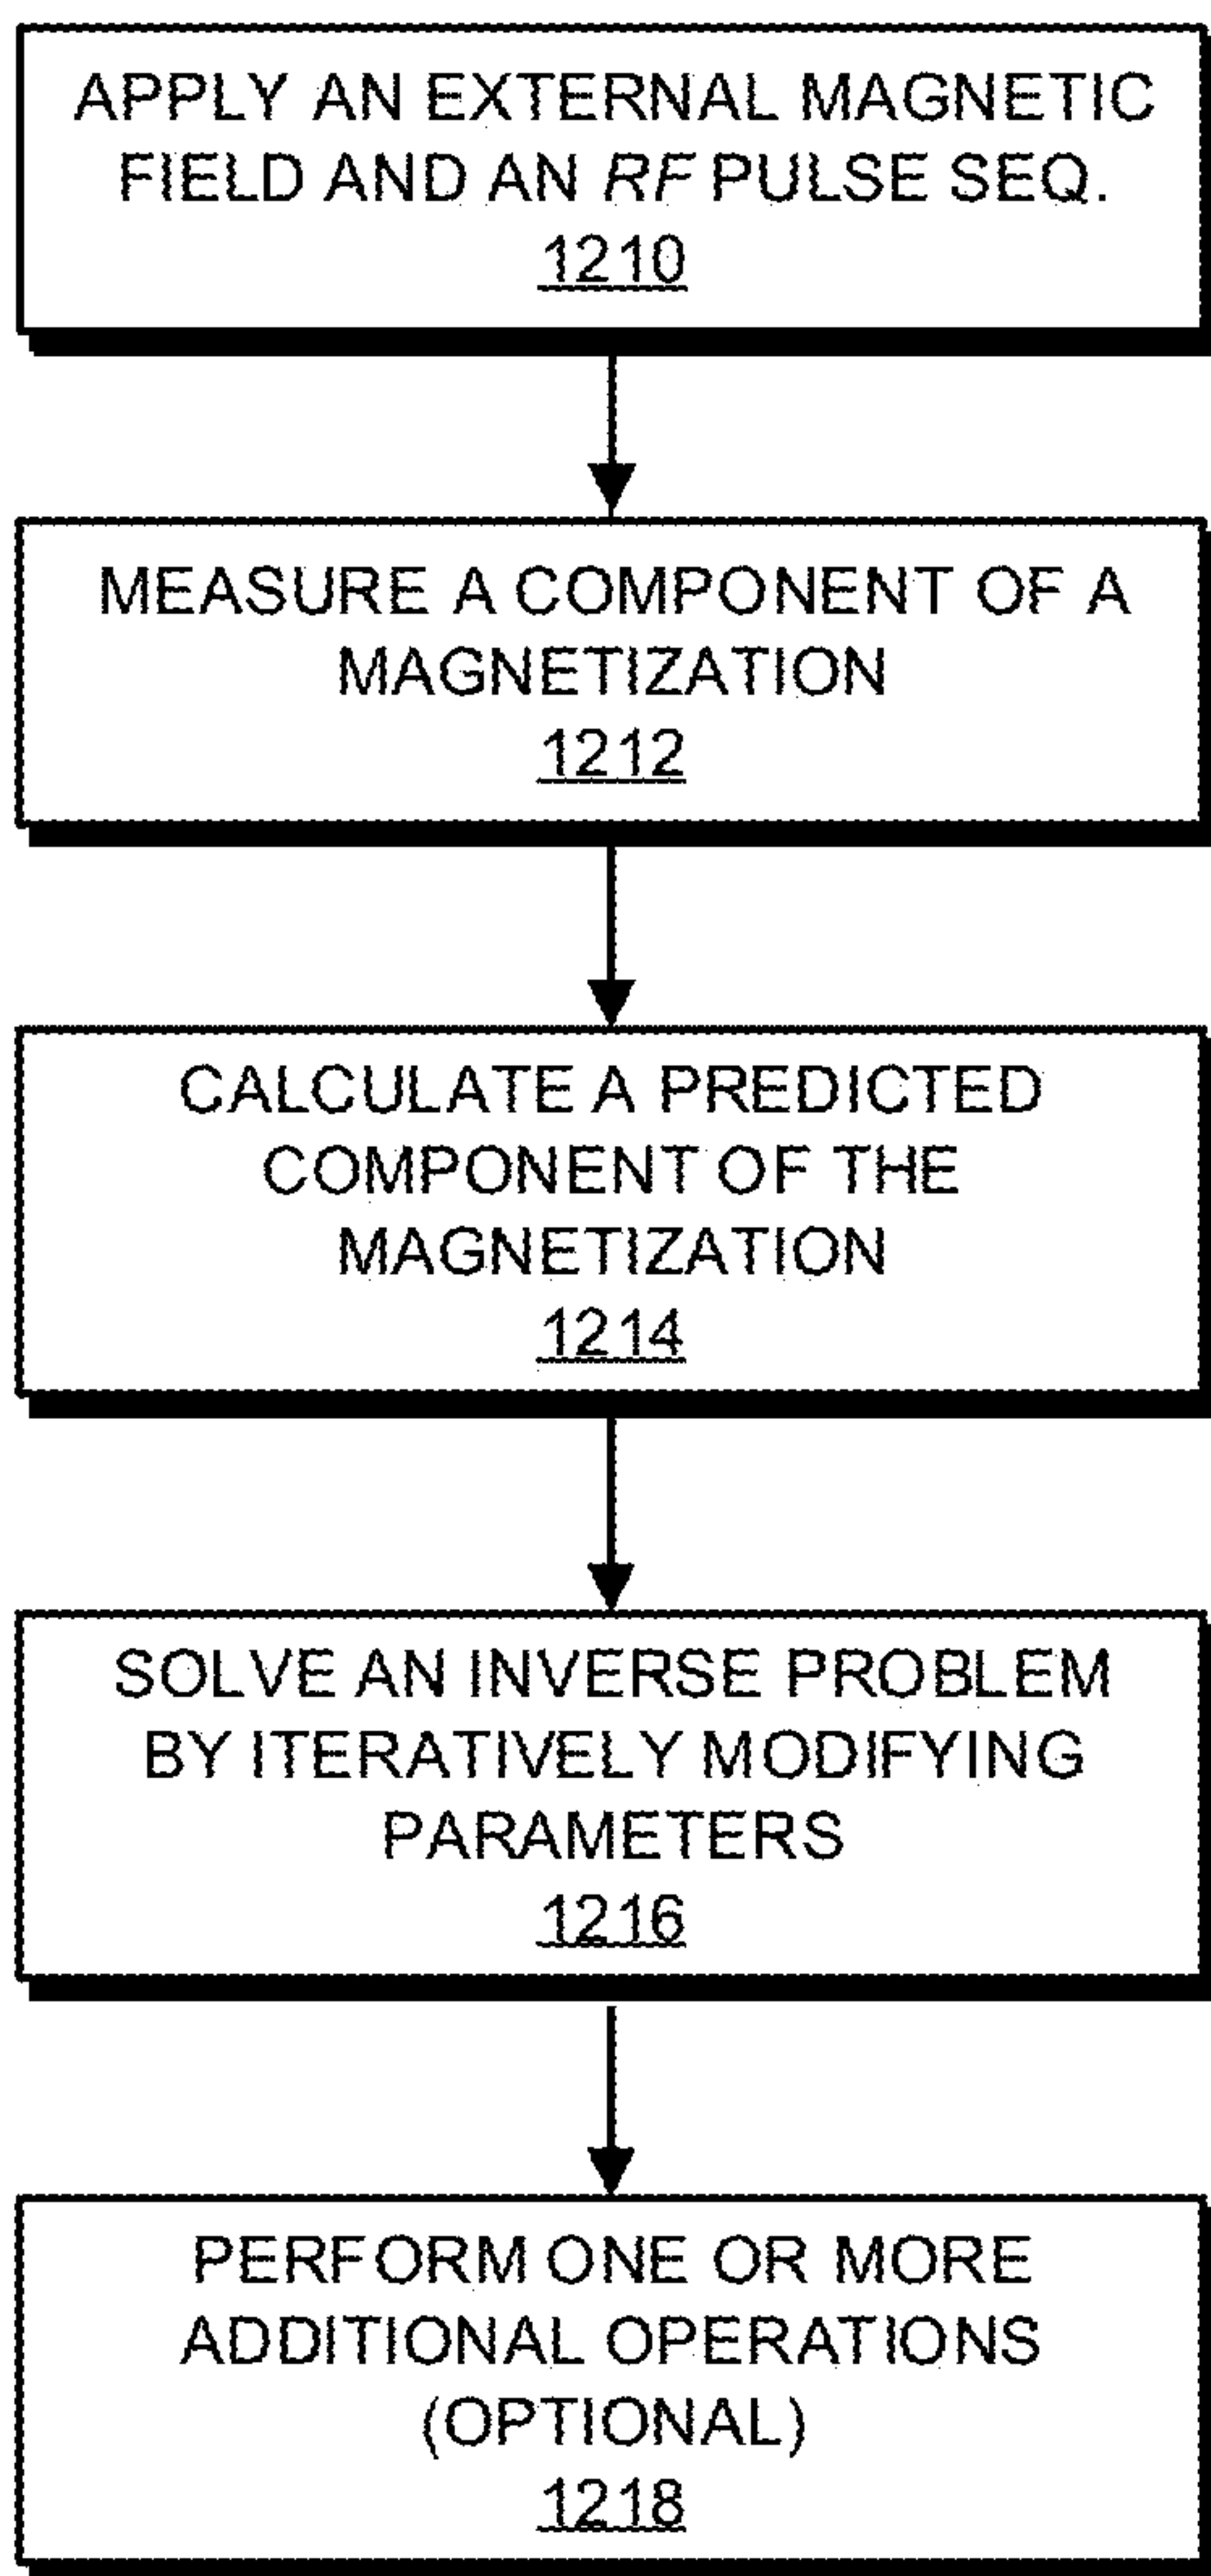 APPLY AN EXTERNAL MAGNETIC
FIELD AND AN RF PULSE SEQ.
1210
MEASURE A COMPONENT OF A
MAGNETIZATION
1212
CALCULATE A PREDICTED
COMPONENT OF THE
MAGNETIZATION
1214
SOLVE AN INVERSE PROBLEM
BY ITERATIVELY MODIFYING
PARAMETERS
1216
PERFORM ONE OR MORE
ADDITIONAL OPERATIONS
(OPTIONAL)
1218